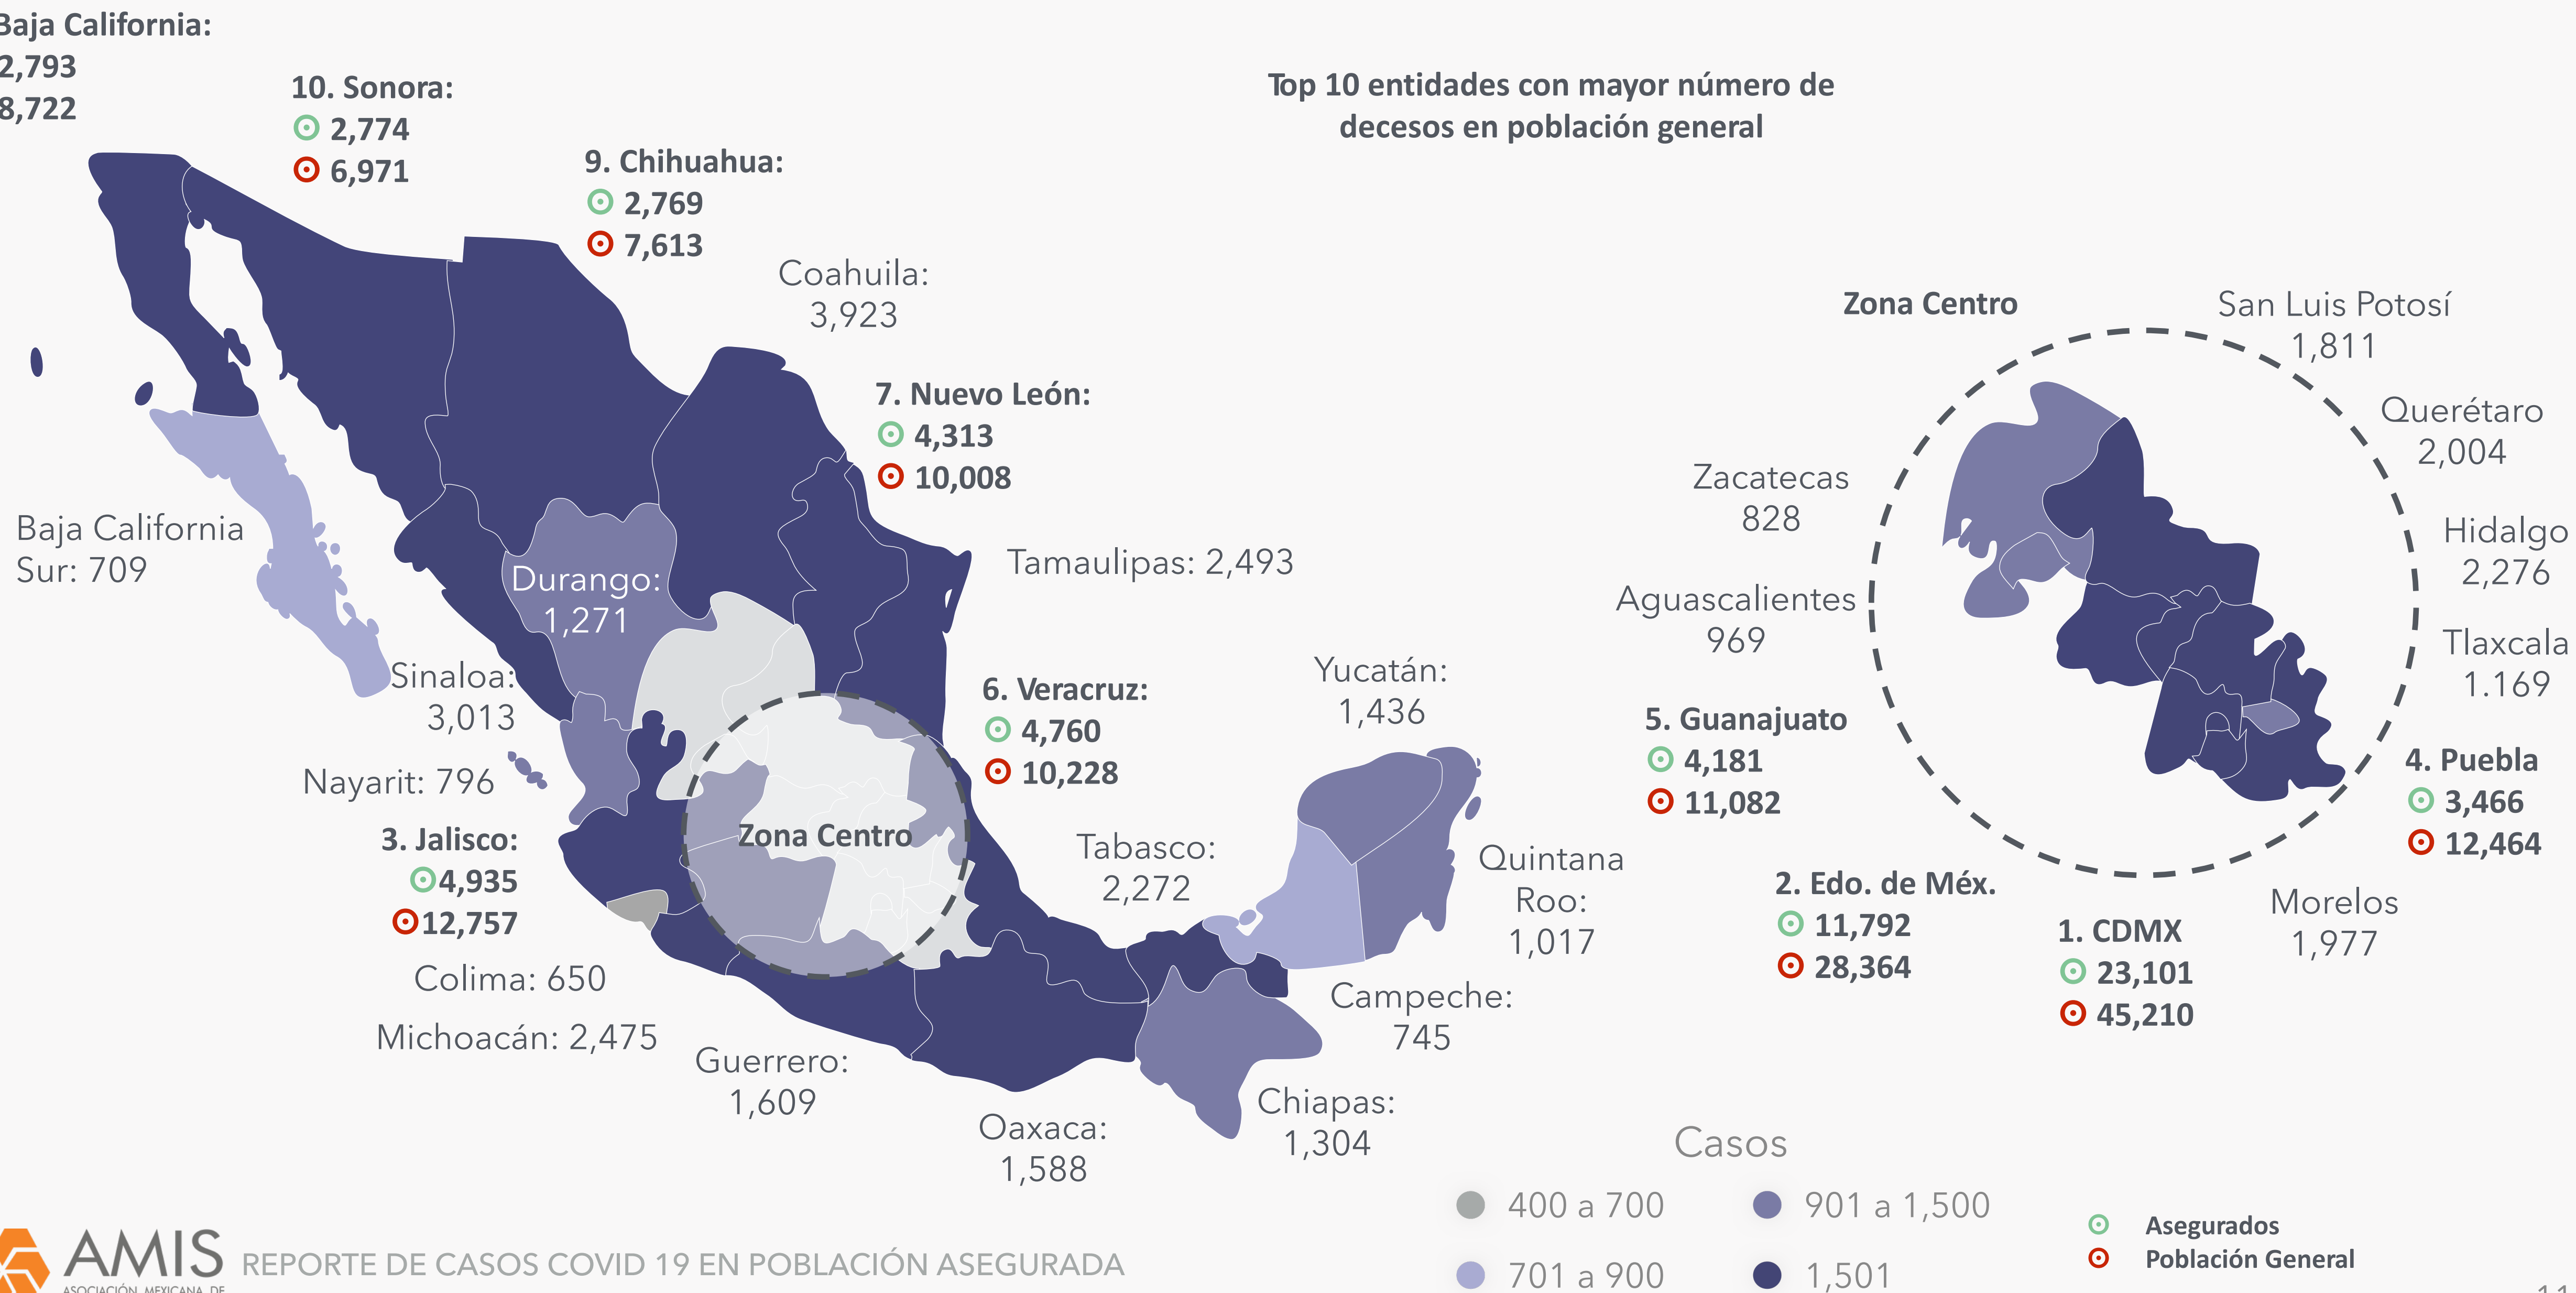 Baja California:
2,793
8,722
10. Sonora:
2,774
6,971
9. Chihuahua:
2,769
7,613
Top 10 entidades con mayor número de
decesos en población general
Coahuila:
3,923
7. Nuevo León:
4,313
10,008
Baja California
Sur: 709
Durango:
1,271
Tamaulipas: 2,493
Sinaloa:
3,013
Nayarit: 796
3. Jalisco:
4,935
12,757
Colima: 650
Michoacán: 2,475
Guerrero:
1,609
Oaxaca:
1,588
Zona Centro
6. Veracruz:
4,760
10,228
Tabasco:
2,272
Yucatán:
1,436
Quintana
Roo:
1,017
Campeche:
745
Chiapas:
1,304
Zona Centro
San Luis Potosí
1,811
Querétaro
2,004
Hidalgo
2,276
Tlaxcala
1.169
Zacatecas
828
Aguascalientes
969
5. Guanajuato
4,181
11,082
4. Puebla
3,466
12,464
2. Edo. de Méx.
11,792
28,364
1. CDMX
23,101
45,210
Morelos
1,977
Casos
400 a 700
901 a 1,500
701 a 900
1,501
Asegurados
Población General
AMIS
ASOCIACIÓN MEXICANA DE
REPORTE DE CASOS COVID 19 EN POBLACIÓN ASEGURADA